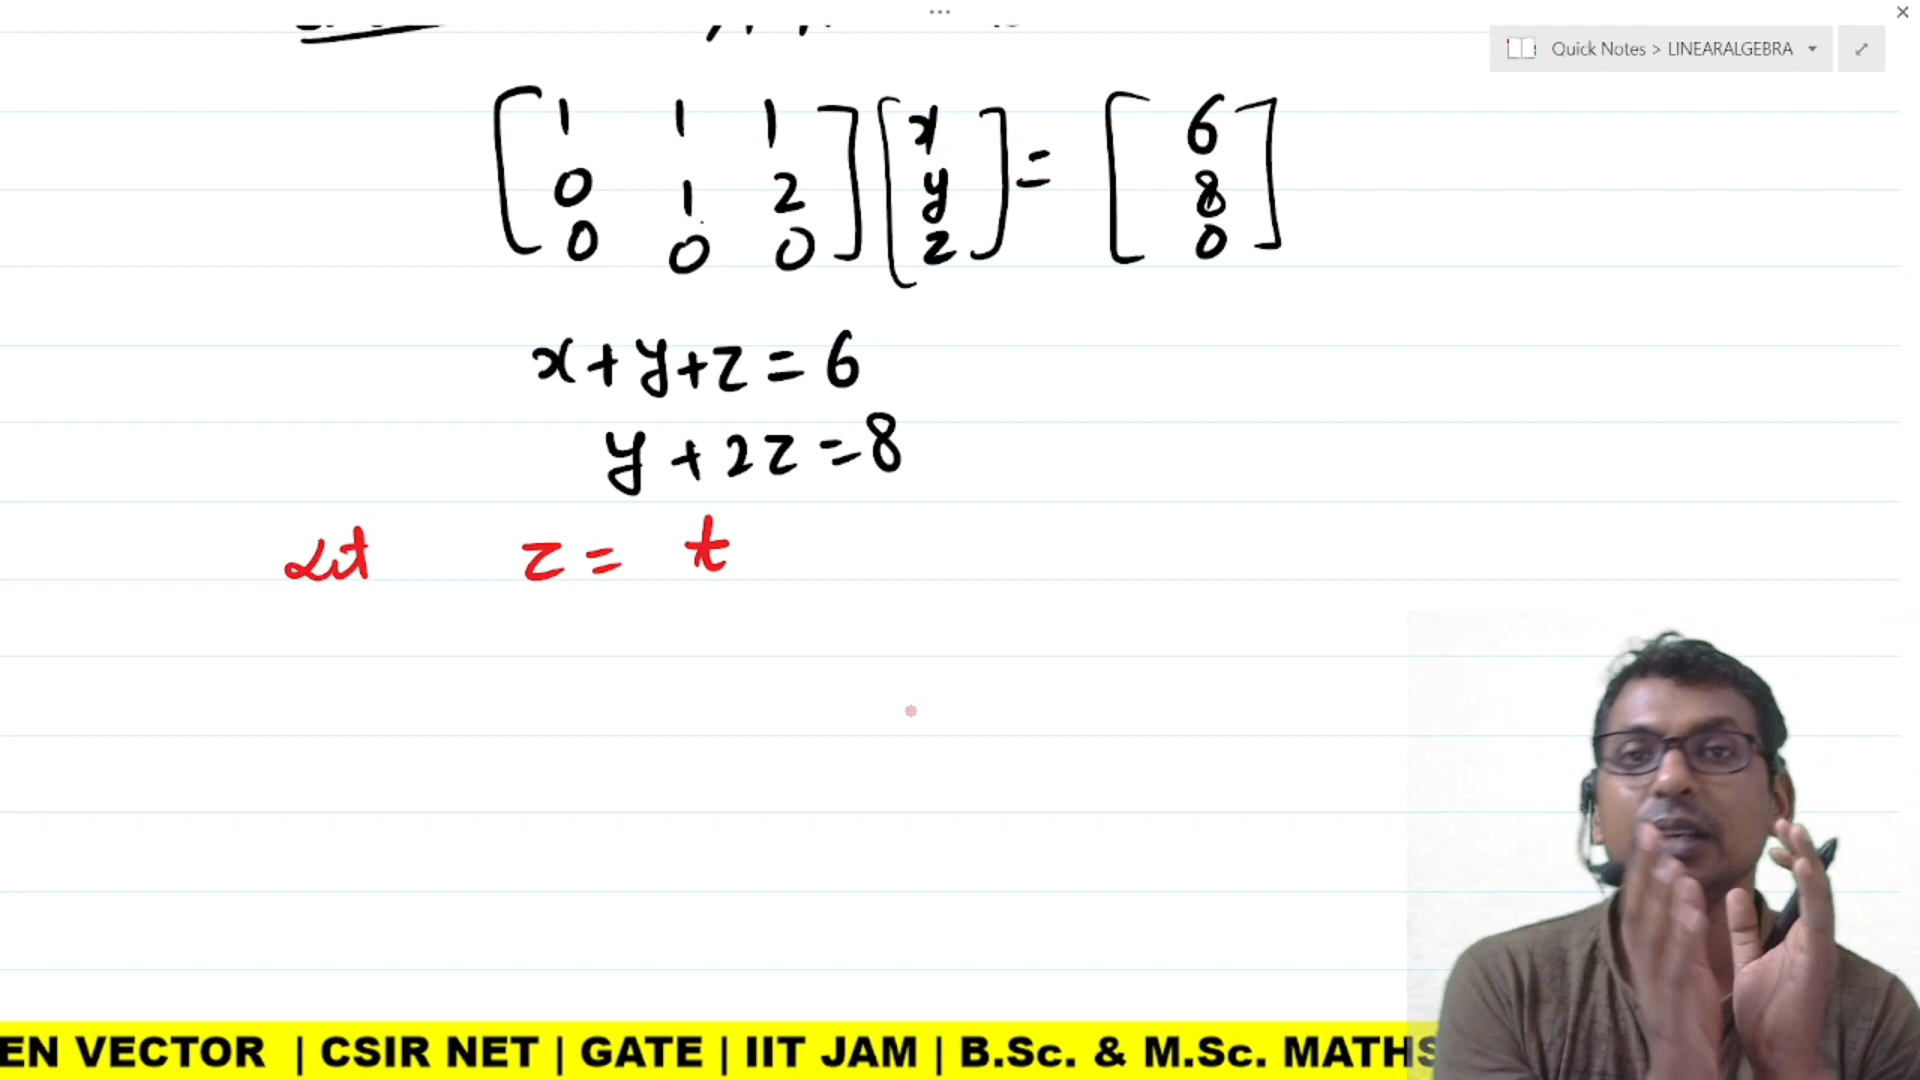 Quick Notes > LINEARALGEBRA
1 1 1 x = 6
0 1 2 y 8
0 0 0 z 0
x + y + z = 6
y + 2z = 8
Let z = t
EN VECTOR | CSIR NET | GATE | IIT JAM | B.Sc. & M.Sc. MATHS